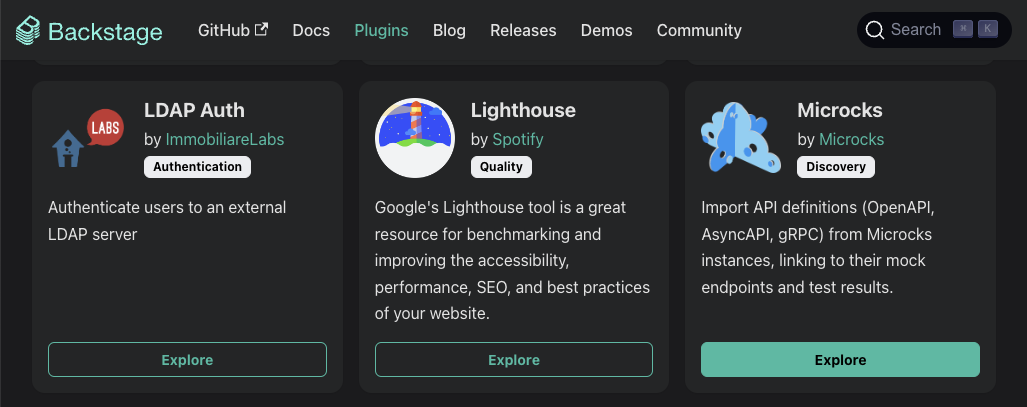 Backstage GitHub Docs Plugins Blog Releases Demos Community Search ⌘ K
LABS
LDAP Auth
by ImmobiliareLabs
Authentication
Authenticate users to an external
LDAP server
Explore
Lighthouse
by Spotify
Quality
Google's Lighthouse tool is a great
resource for benchmarking and
improving the accessibility,
performance, SEO, and best practices
of your website.
Explore
Microcks
by Microcks
Discovery
Import API definitions (OpenAPI,
AsyncAPI, gRPC) from Microcks
instances, linking to their mock
endpoints and test results.
Explore